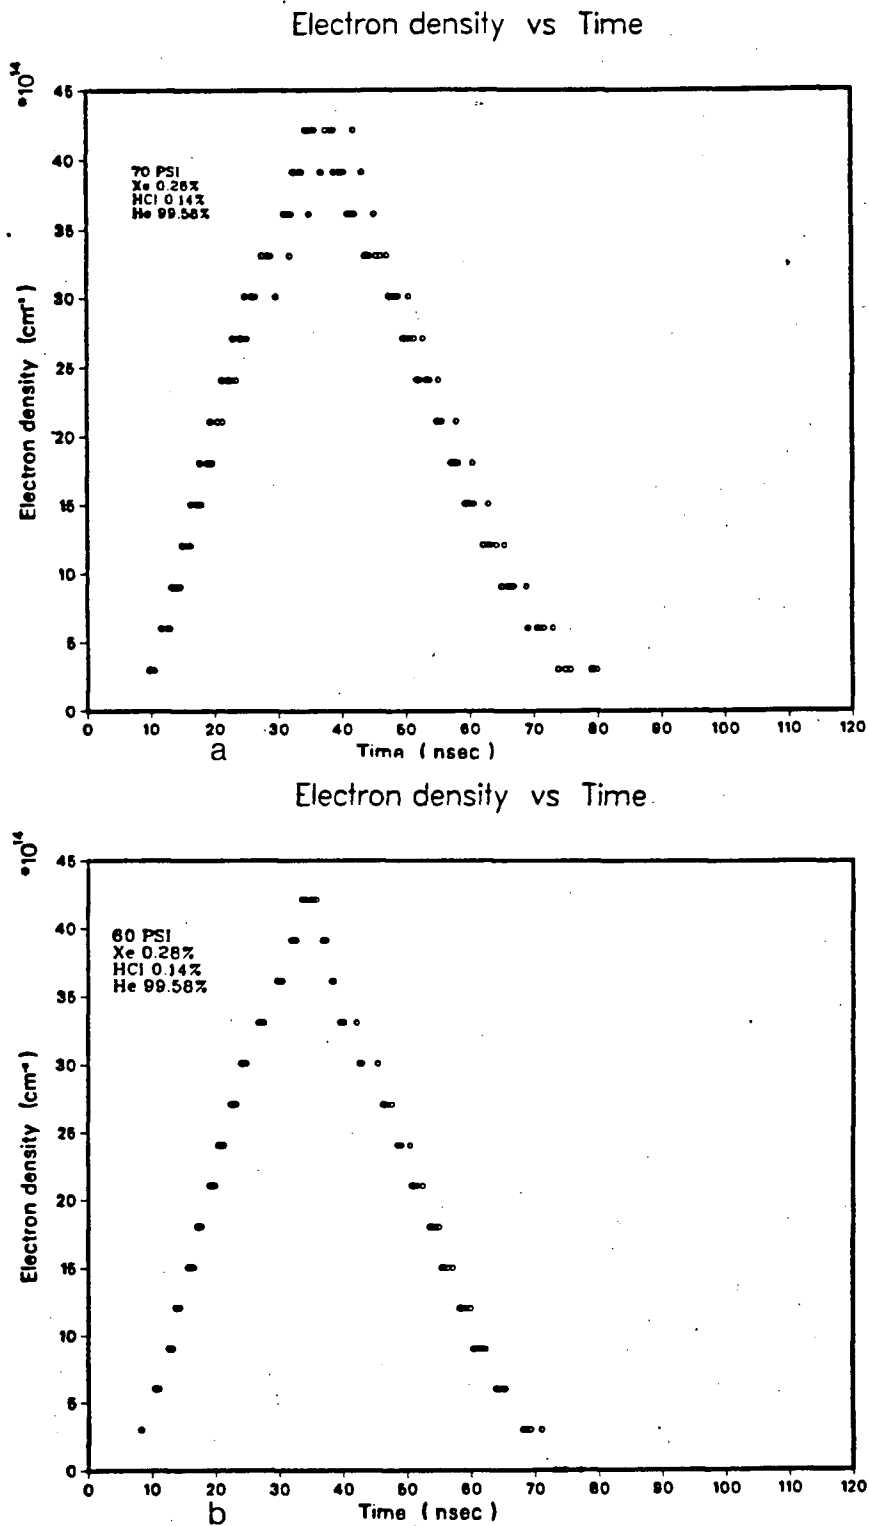 Electron density vs Time
*10¹⁴
45
40
35
30
25
20
15
10
5
0
70 PSI
Xe 0.28%
HCl 0.14%
He 99.58%
Electron density (cm⁻³)
0 10 20 30 40 50 60 70 80 90 100 110 120
a
Time (nsec)
Electron density vs Time
*10¹⁴
45
40
35
30
25
20
15
10
5
0
60 PSI
Xe 0.28%
HCl 0.14%
He 99.58%
Electron density (cm⁻³)
0 10 20 30 40 50 60 70 80 90 100 110 120
b
Time (nsec)